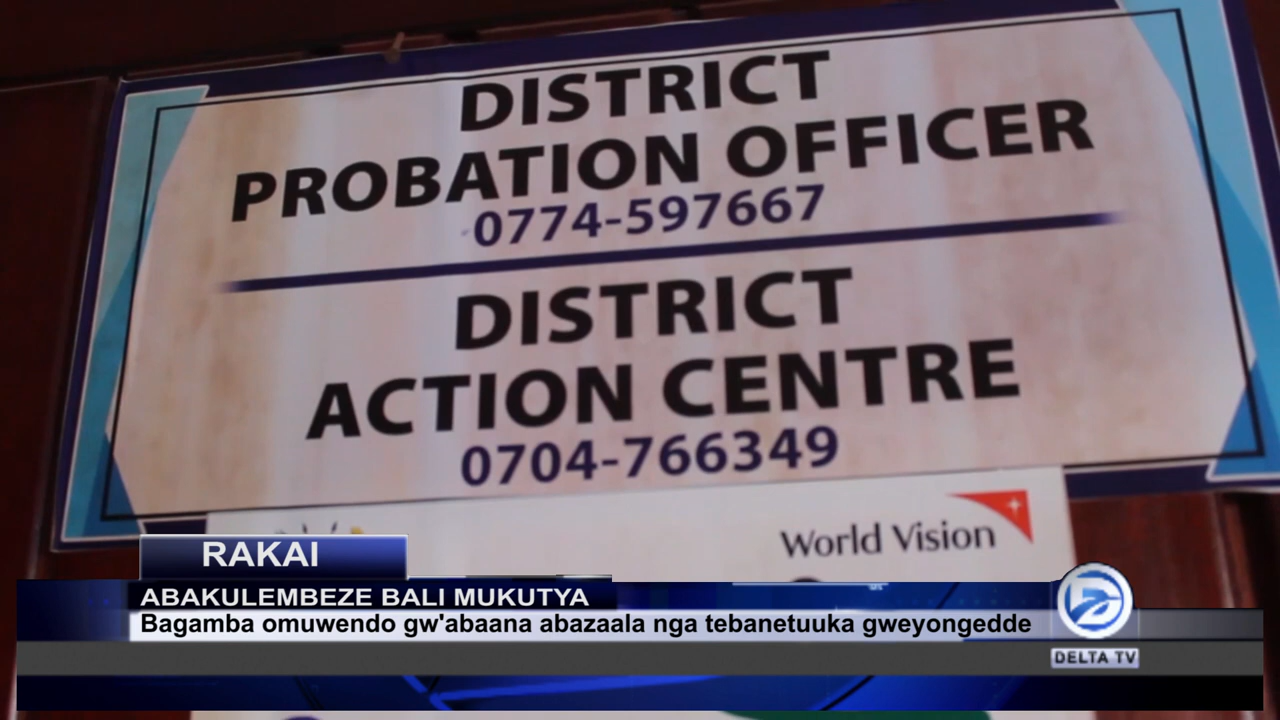 DISTRICT
PROBATION OFFICER
0774-597667
DISTRICT
ACTION CENTRE
0704-766349
World Vision
RAKAI
ABAKULEMBEZE BALI MUKUTYA
Bagamba omuwendo gw'abaana abazaala nga tebanetuuka gweyongedde
DELTA TV